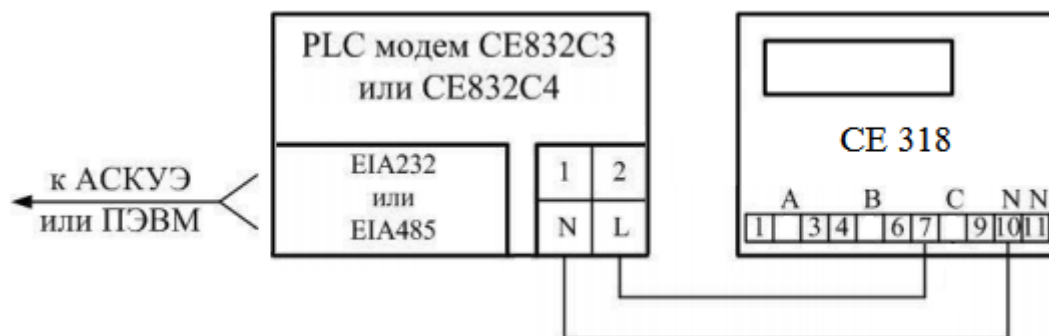 PLC модем CE832C3
или CE832C4
EIA232
или
EIA485
1 2
N L
к АСКУЭ
или ПЭВМ
CE 318
A B C N N
1 3 4 6 7 9 10 11